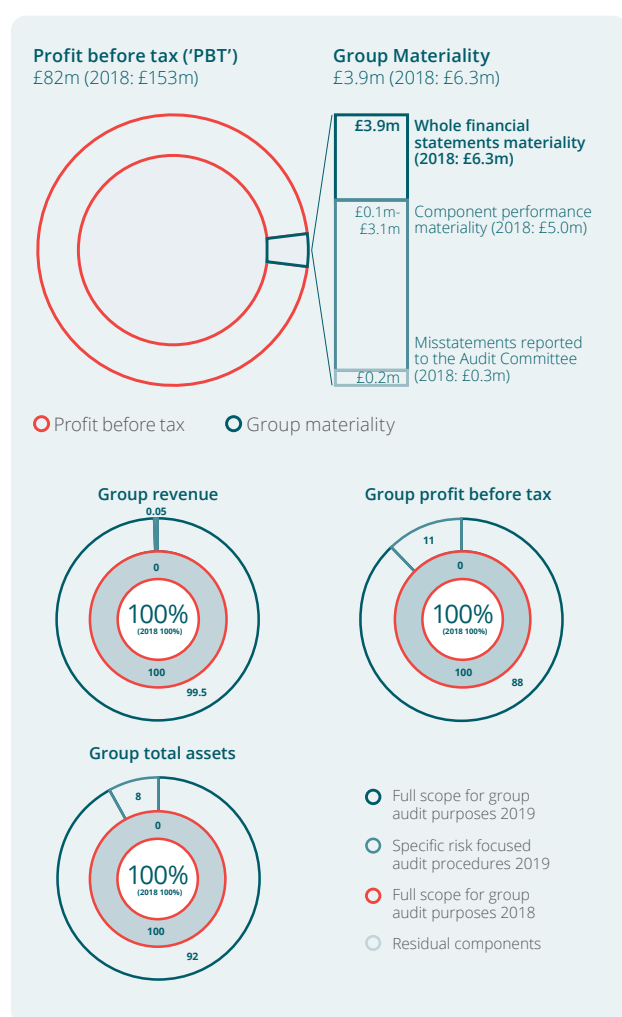 Profit before tax (‘PBT’)
£82m (2018: £153m)
Group Materiality
£3.9m (2018: £6.3m)
£3.9m
Whole financial
statements materiality
(2018: £6.3m)
£0.1m-
£3.1m
Component performance
materiality (2018: £5.0m)
Misstatements reported
to the Audit Committee
(2018: £0.3m)
£0.2m
Profit before tax
Group materiality
Group revenue
0.05
0
100%
(2018 100%)
100
99.5
Group profit before tax
11
0
100%
(2018 100%)
100
88
Group total assets
8
0
100%
(2018 100%)
100
92
Full scope for group
audit purposes 2019
Specific risk focused
audit procedures 2019
Full scope for group
audit purposes 2018
Residual components